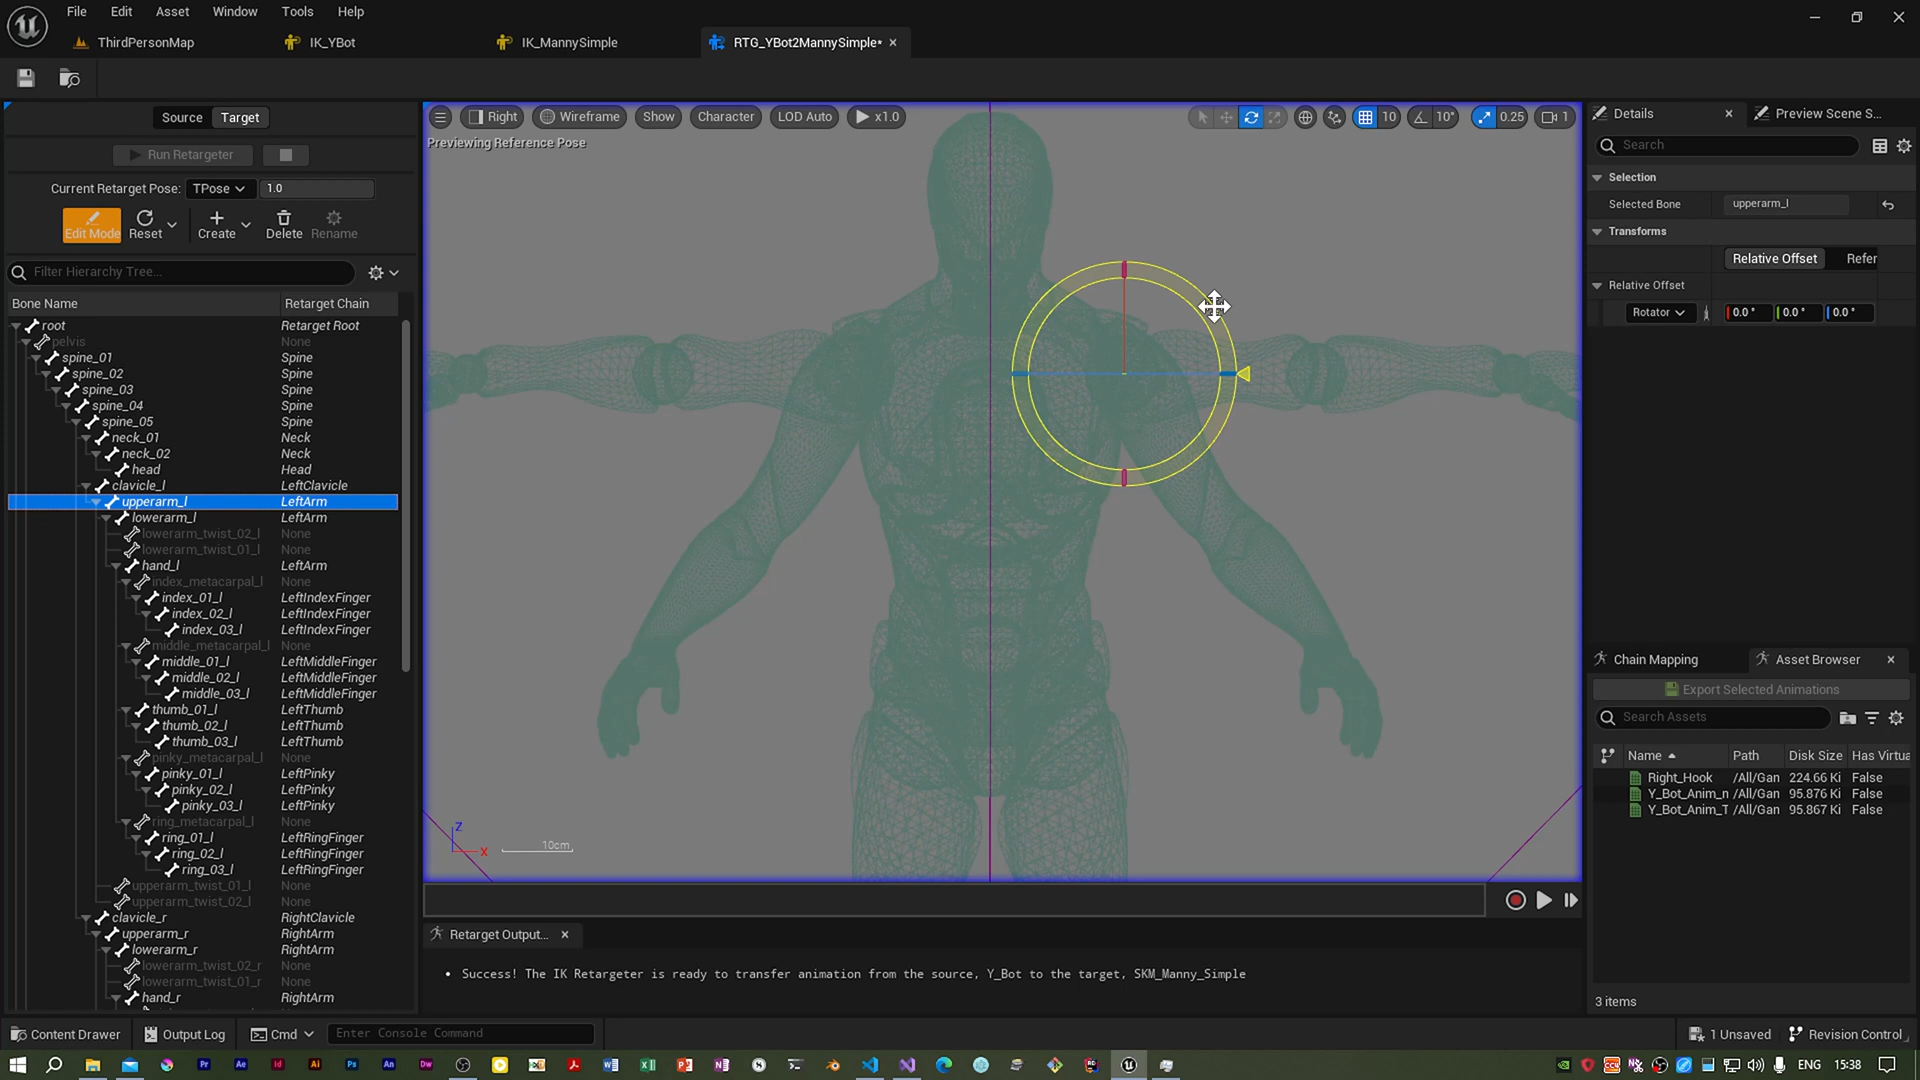 File Edit Asset Window Tools Help
ThirdPersonMap IK_YBot IK_MannySimple RTG_YBot2MannySimple*
Source Target
Run Retargeter
Current Retarget Pose: TPose 1.0
Edit Mode Reset Create Delete Rename
Filter Hierarchy Tree...
Bone Name Retarget Chain
root Retarget Root
pelvis None
spine_01 Spine
spine_02 Spine
spine_03 Spine
spine_04 Spine
spine_05 Spine
neck_01 Neck
neck_02 Neck
head Head
clavicle_l LeftClavicle
upperarm_l LeftArm
lowerarm_l LeftArm
lowerarm_twist_02_l None
lowerarm_twist_01_l None
hand_l LeftArm
index_metacarpal_l None
index_01_l LeftIndexFinger
index_02_l LeftIndexFinger
index_03_l LeftIndexFinger
middle_metacarpal_l None
middle_01_l LeftMiddleFinger
middle_02_l LeftMiddleFinger
middle_03_l LeftMiddleFinger
thumb_01_l LeftThumb
thumb_02_l LeftThumb
thumb_03_l LeftThumb
pinky_metacarpal_l None
pinky_01_l LeftPinky
pinky_02_l LeftPinky
pinky_03_l LeftPinky
ring_metacarpal_l None
ring_01_l LeftRingFinger
ring_02_l LeftRingFinger
ring_03_l LeftRingFinger
upperarm_twist_01_l None
upperarm_twist_02_l None
clavicle_r RightClavicle
upperarm_r RightArm
lowerarm_r RightArm
lowerarm_twist_02_r None
lowerarm_twist_01_r None
hand_r RightArm
Right Wireframe Show Character LOD Auto x1.0 10 10° 0.25 1
Previewing Reference Pose
Z
X
10cm
Retarget Output...
• Success! The IK Retargeter is ready to transfer animation from the source, Y_Bot to the target, SKM_Manny_Simple
Details Preview Scene S...
Search
Selection
Selected Bone upperarm_l
Transforms
Relative Offset Refer
Relative Offset
Rotator 0.0 ° 0.0 ° 0.0 °
Chain Mapping Asset Browser
Export Selected Animations
Search Assets
Name Path Disk Size Has Virtua
Right_Hook /All/Gan 224.66 Ki False
Y_Bot_Anim_n /All/Gan 95.876 Ki False
Y_Bot_Anim_T /All/Gan 95.867 Ki False
3 items
Content Drawer Output Log Cmd Enter Console Command 1 Unsaved Revision Control
Pr Ae Id Ai Ps An Dw ENG 15:38